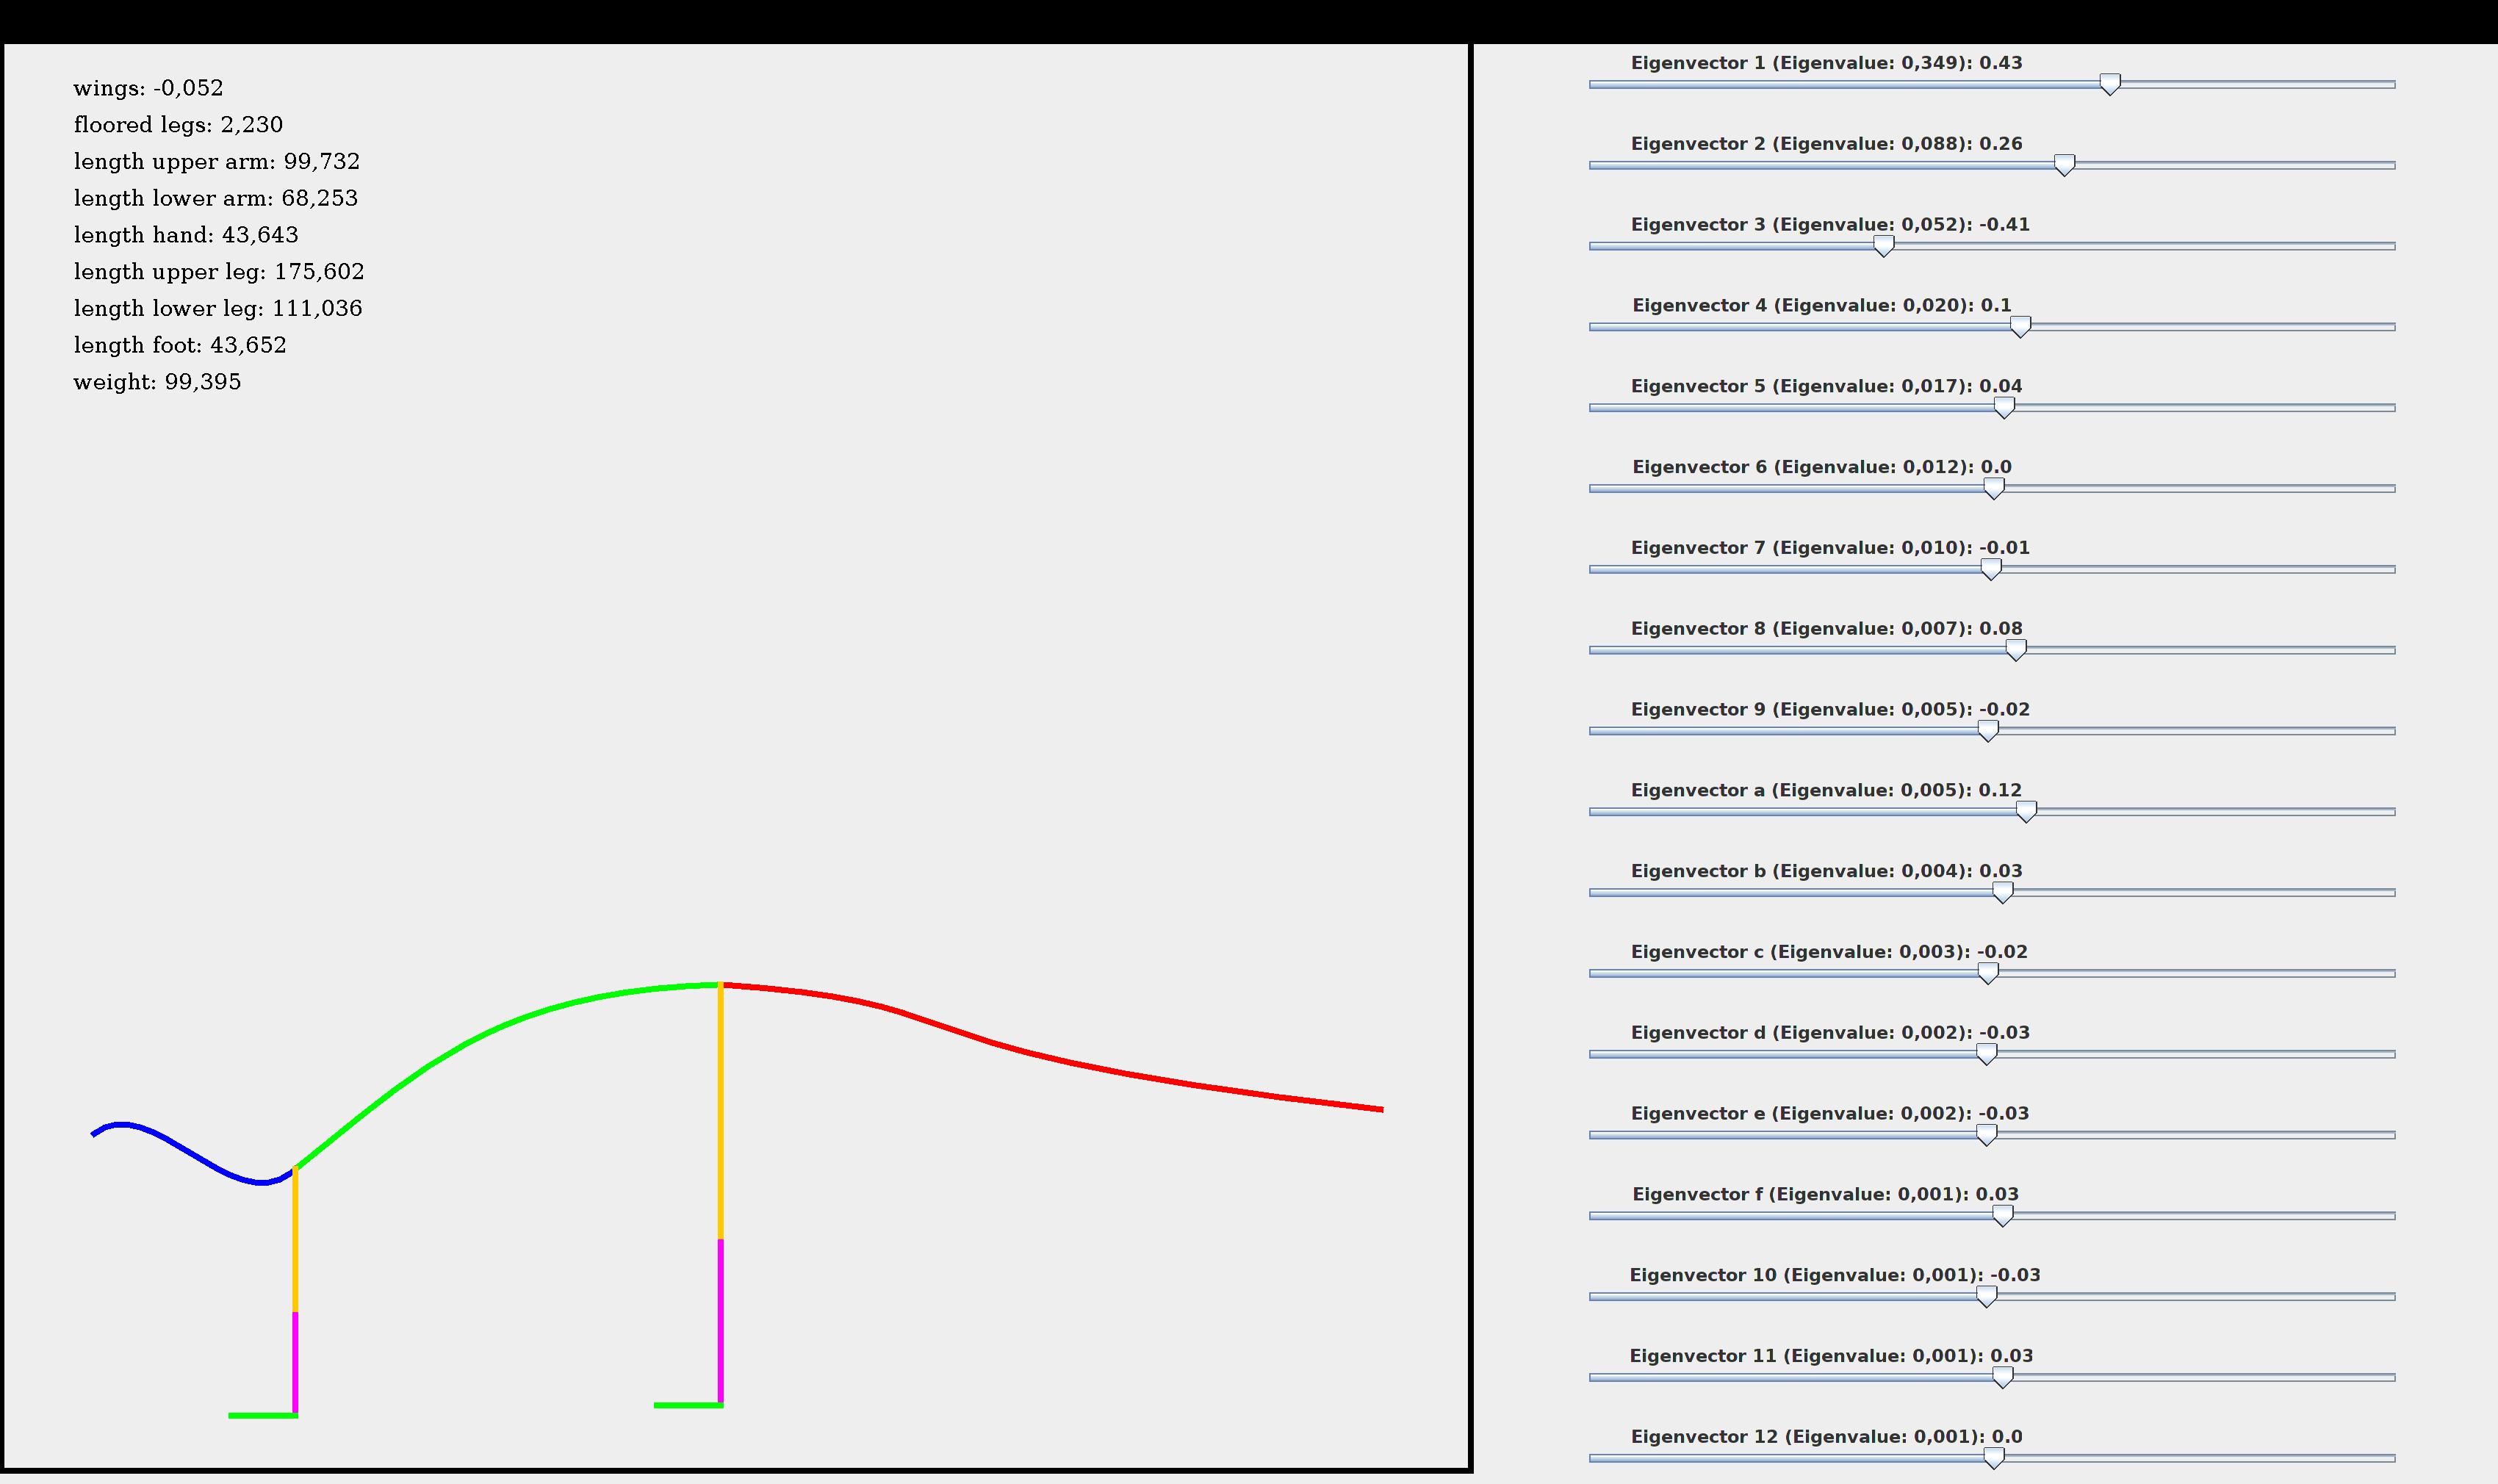 wings: -0,052
floored legs: 2,230
length upper arm: 99,732
length lower arm: 68,253
length hand: 43,643
length upper leg: 175,602
length lower leg: 111,036
length foot: 43,652
weight: 99,395
Eigenvector 1 (Eigenvalue: 0,349): 0.43
Eigenvector 2 (Eigenvalue: 0,088): 0.26
Eigenvector 3 (Eigenvalue: 0,052): -0.41
Eigenvector 4 (Eigenvalue: 0,020): 0.1
Eigenvector 5 (Eigenvalue: 0,017): 0.04
Eigenvector 6 (Eigenvalue: 0,012): 0.0
Eigenvector 7 (Eigenvalue: 0,010): -0.01
Eigenvector 8 (Eigenvalue: 0,007): 0.08
Eigenvector 9 (Eigenvalue: 0,005): -0.02
Eigenvector a (Eigenvalue: 0,005): 0.12
Eigenvector b (Eigenvalue: 0,004): 0.03
Eigenvector c (Eigenvalue: 0,003): -0.02
Eigenvector d (Eigenvalue: 0,002): -0.03
Eigenvector e (Eigenvalue: 0,002): -0.03
Eigenvector f (Eigenvalue: 0,001): 0.03
Eigenvector 10 (Eigenvalue: 0,001): -0.03
Eigenvector 11 (Eigenvalue: 0,001): 0.03
Eigenvector 12 (Eigenvalue: 0,001): 0.0